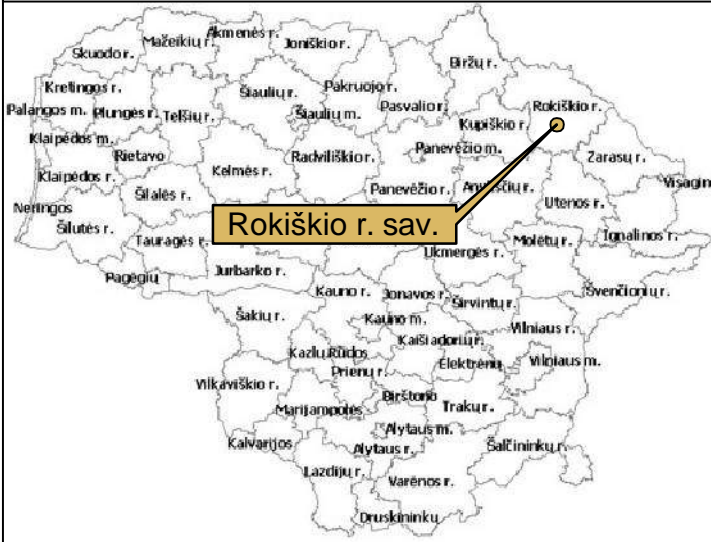 Akmenės r.
Mažeikių r.
Joniškio r.
Skuodo r.
Biržų r.
Kretingos r.
Šiaulių r.
Pakruojo r.
Palangos m.
Plungės r.
Telšių r.
Šiaulių m.
Pasvalio r.
Rokiškio r.
Kupiškio r.
Klaipėdos m.
Rietavo
Radviliškio r.
Panevėžio m.
Zarasų r.
Klaipėdos r.
Kelmės r.
Šilalės r.
Panevėžio r.
Anykščių r.
Visagin
Utenos r.
Neringos
Šilutės r.
Rokiškio r. sav.
Tauragės r.
Molėtų r.
Ignalinos r.
Ukmergės r.
Pagėgių
Jurbarko r.
Kauno r.
Jonavos r.
Širvintų r.
Švenčionių r.
Šakių r.
Kauno m.
Vilniaus r.
Kaišiadorių r.
Kazlų Rūdos
Elektrėnų
Vilniaus m.
Prienų r.
Vilkaviškio r.
Birštono
Marijampolės
Trakų r.
Alytaus m.
Kalvarijos
Alytaus r.
Šalčininkų r.
Lazdijų r.
Varėnos r.
Druskininkų